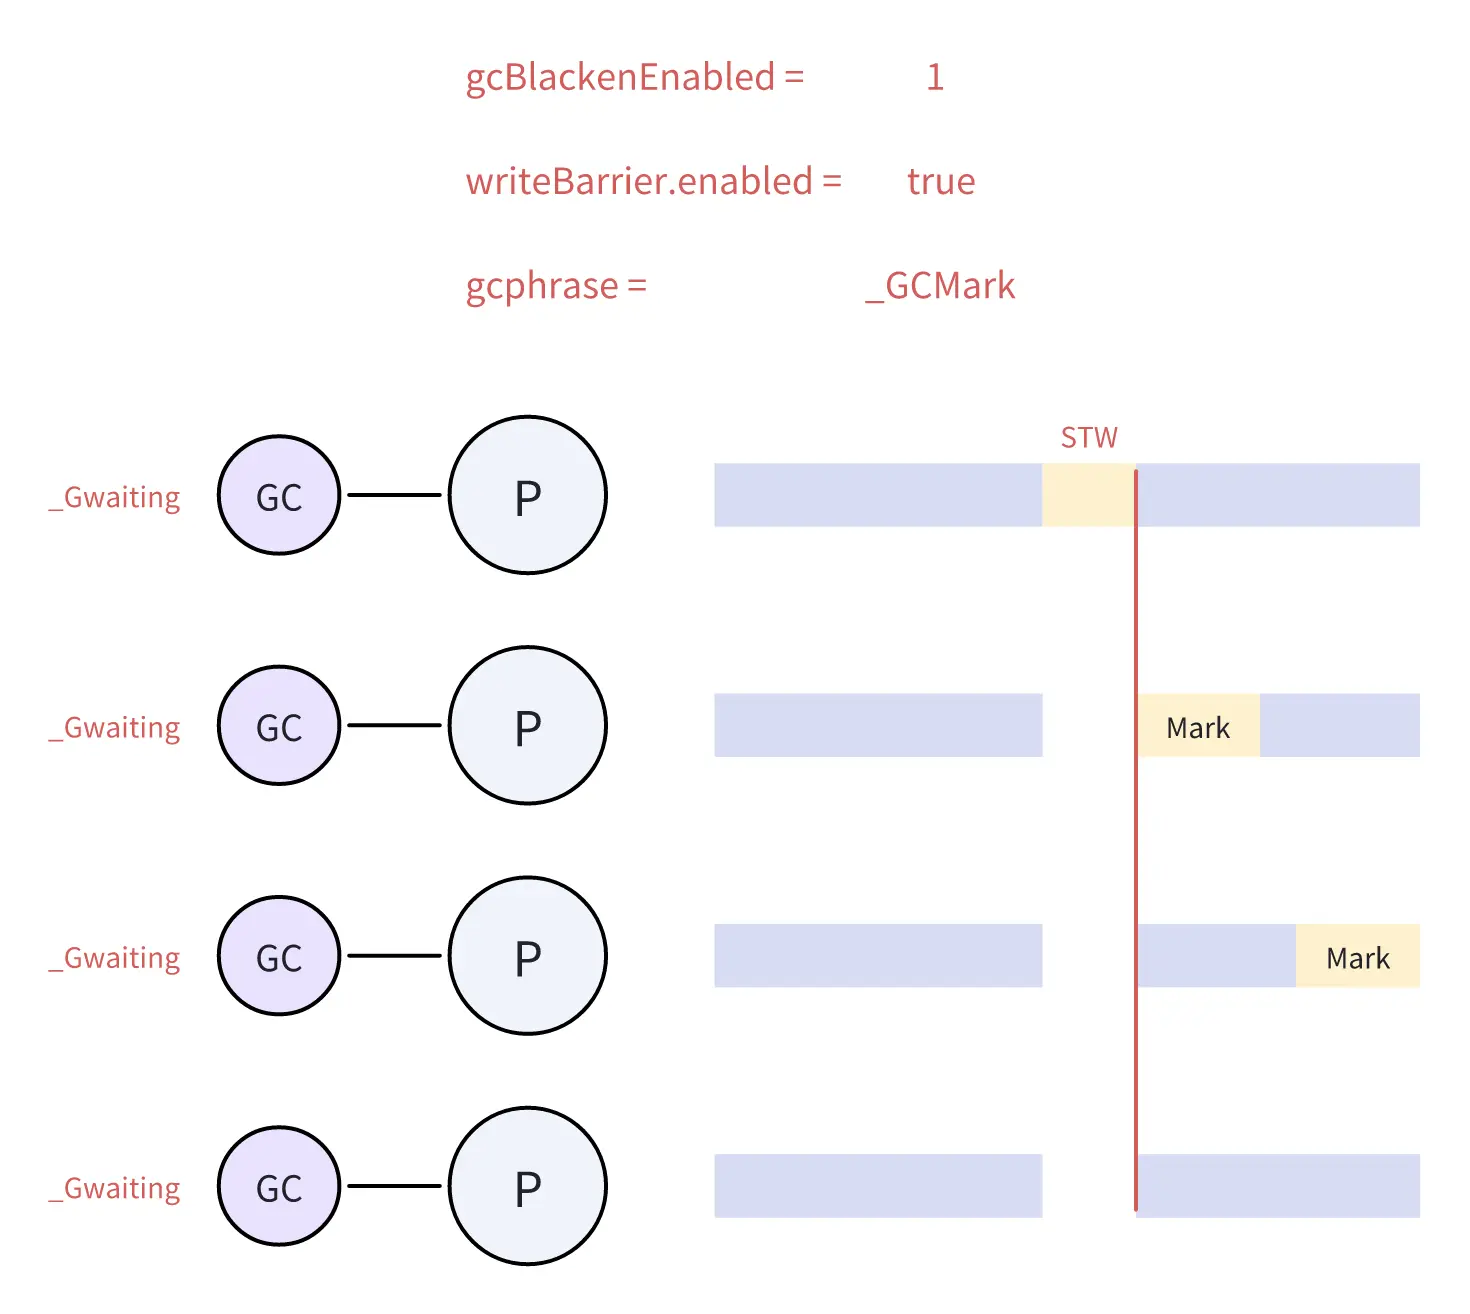 gcBlackenEnabled = 1
writeBarrier.enabled = true
gcphrase = _GCMark
STW
_Gwaiting GC P
_Gwaiting GC P Mark
_Gwaiting GC P Mark
_Gwaiting GC P